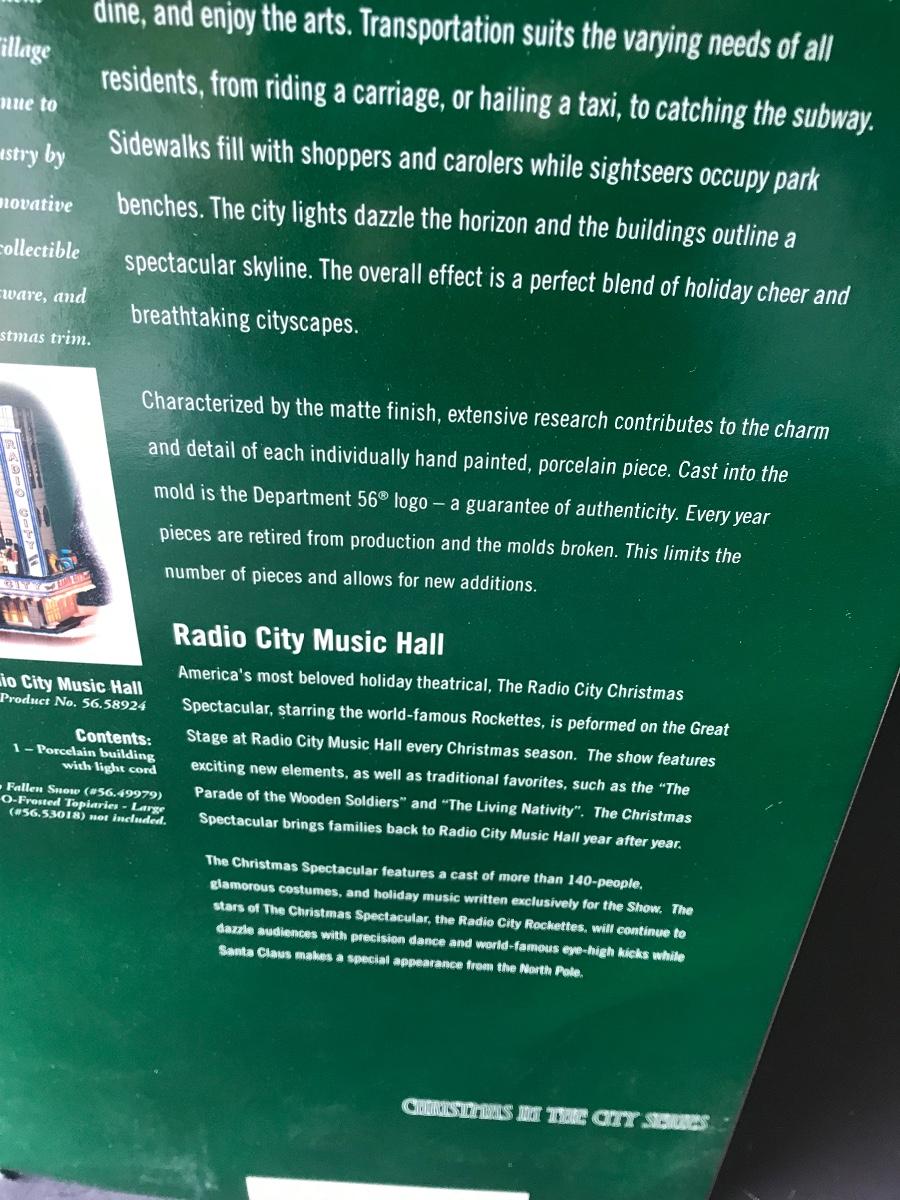 illage
nue to
ustry by
novative
collectible
ware, and
stmas trim.
dine, and enjoy the arts. Transportation suits the varying needs of all
residents, from riding a carriage, or hailing a taxi, to catching the subway.
Sidewalks fill with shoppers and carolers while sightseers occupy park
benches. The city lights dazzle the horizon and the buildings outline a
spectacular skyline. The overall effect is a perfect blend of holiday cheer and
breathtaking cityscapes.
Characterized by the matte finish, extensive research contributes to the charm
and detail of each individually hand painted, porcelain piece. Cast into the
mold is the Department 56® logo – a guarantee of authenticity. Every year
pieces are retired from production and the molds broken. This limits the
number of pieces and allows for new additions.
RADIO CITY
CITY
io City Music Hall
Product No. 56.58924
Contents:
1 – Porcelain building
with light cord
Fallen Snow (#56.49979)
O-Frosted Topiaries - Large
(#56.53018) not included.
Radio City Music Hall
America's most beloved holiday theatrical, The Radio City Christmas
Spectacular, starring the world-famous Rockettes, is peformed on the Great
Stage at Radio City Music Hall every Christmas season. The show features
exciting new elements, as well as traditional favorites, such as the “The
Parade of the Wooden Soldiers” and “The Living Nativity”. The Christmas
Spectacular brings families back to Radio City Music Hall year after year.
The Christmas Spectacular features a cast of more than 140-people,
glamorous costumes, and holiday music written exclusively for the Show. The
stars of The Christmas Spectacular, the Radio City Rockettes, will continue to
dazzle audiences with precision dance and world-famous eye-high kicks while
Santa Claus makes a special appearance from the North Pole.
CHRISTMAS IN THE CITY SERIES